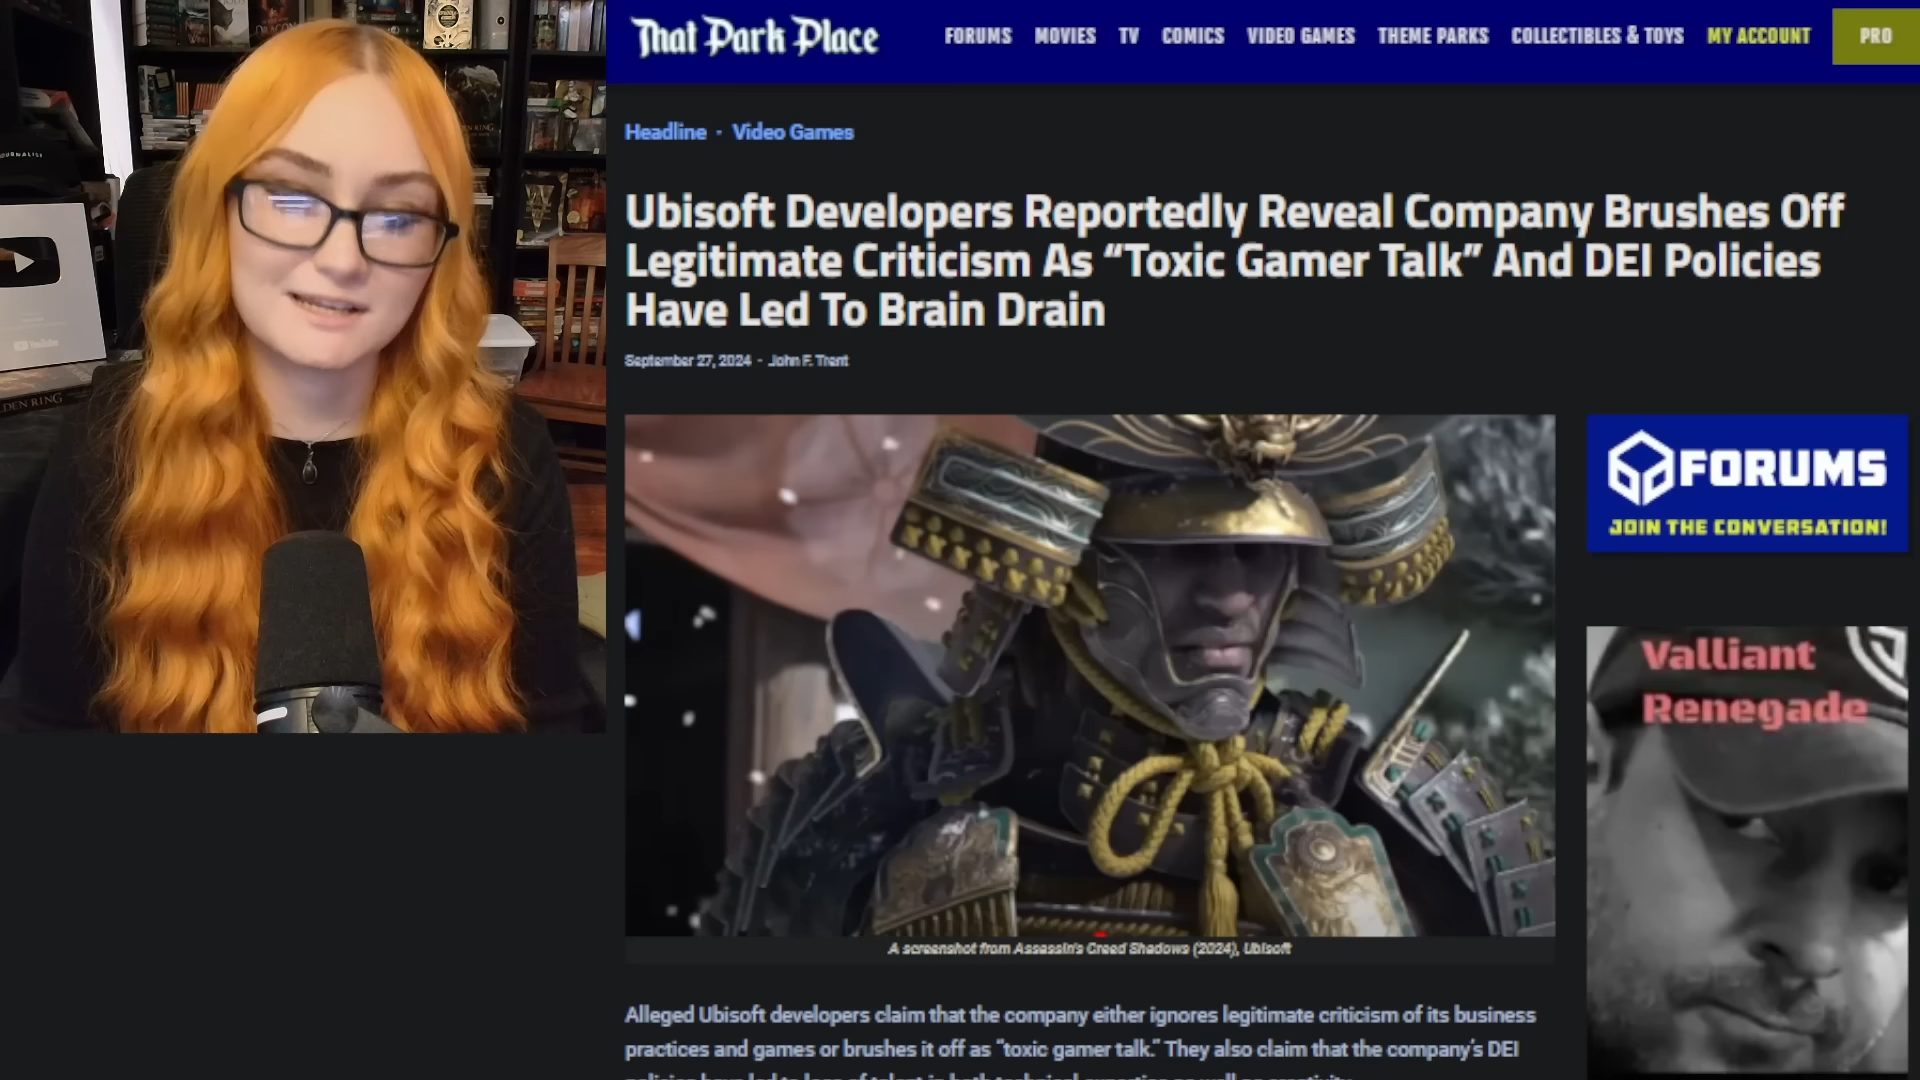 That Park Place
FORUMS MOVIES TV COMICS VIDEO GAMES THEME PARKS COLLECTIBLES & TOYS MY ACCOUNT PRO
Headline · Video Games
Ubisoft Developers Reportedly Reveal Company Brushes Off
Legitimate Criticism As “Toxic Gamer Talk” And DEI Policies
Have Led To Brain Drain
September 27, 2024 - John F. Trent
FORUMS
JOIN THE CONVERSATION!
Valliant
Renegade
A screenshot from Assassin's Creed Shadows (2024), Ubisoft
Alleged Ubisoft developers claim that the company either ignores legitimate criticism of its business
practices and games or brushes it off as “toxic gamer talk.” They also claim that the company's DEI
YouTube
DEN RING